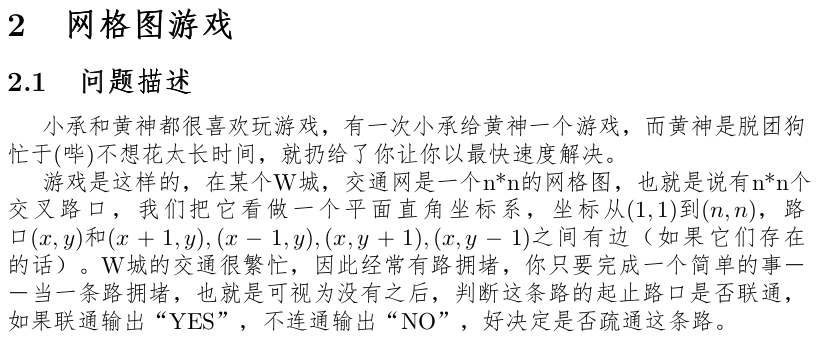 2 网格图游戏
2.1 问题描述
小承和黄神都很喜欢玩游戏，有一次小承给黄神一个游戏，而黄神是脱团狗
忙于(哔)不想花太长时间，就扔给了你让你以最快速度解决。
游戏是这样的，在某个W城，交通网是一个n*n的网格图，也就是说有n*n个
交叉路口，我们把它看做一个平面直角坐标系，坐标从(1, 1)到(n, n)，路
口(x, y)和(x + 1, y), (x − 1, y), (x, y + 1), (x, y − 1)之间有边（如果它们存在
的话）。W城的交通很繁忙，因此经常有路拥堵，你只要完成一个简单的事—
—当一条路拥堵，也就是可视为没有之后，判断这条路的起止路口是否联通，
如果联通输出“YES”，不连通输出“NO”，好决定是否疏通这条路。